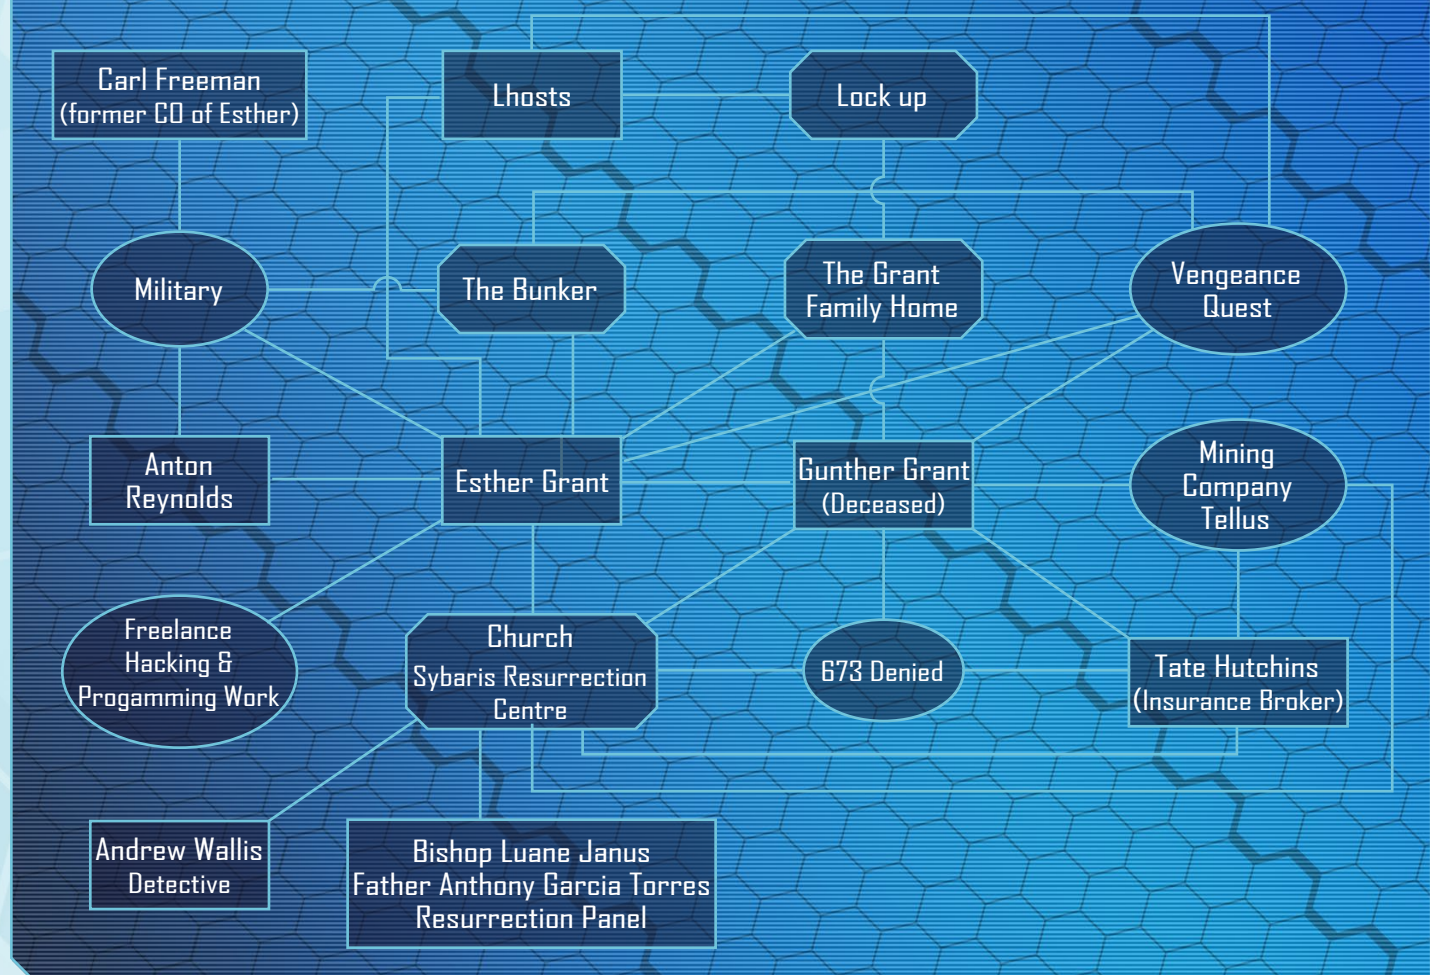 Carl Freeman
(former CO of Esther)
Lhosts
Lock up
Military
The Bunker
The Grant
Family Home
Vengeance
Quest
Anton
Reynolds
Esther Grant
Gunther Grant
(Deceased)
Mining
Company
Tellus
Freelance
Hacking &
Progamming Work
Church
Sybaris Resurrection
Centre
673 Denied
Tate Hutchins
(Insurance Broker)
Andrew Wallis
Detective
Bishop Luane Janus
Father Anthony Garcia Torres
Resurrection Panel